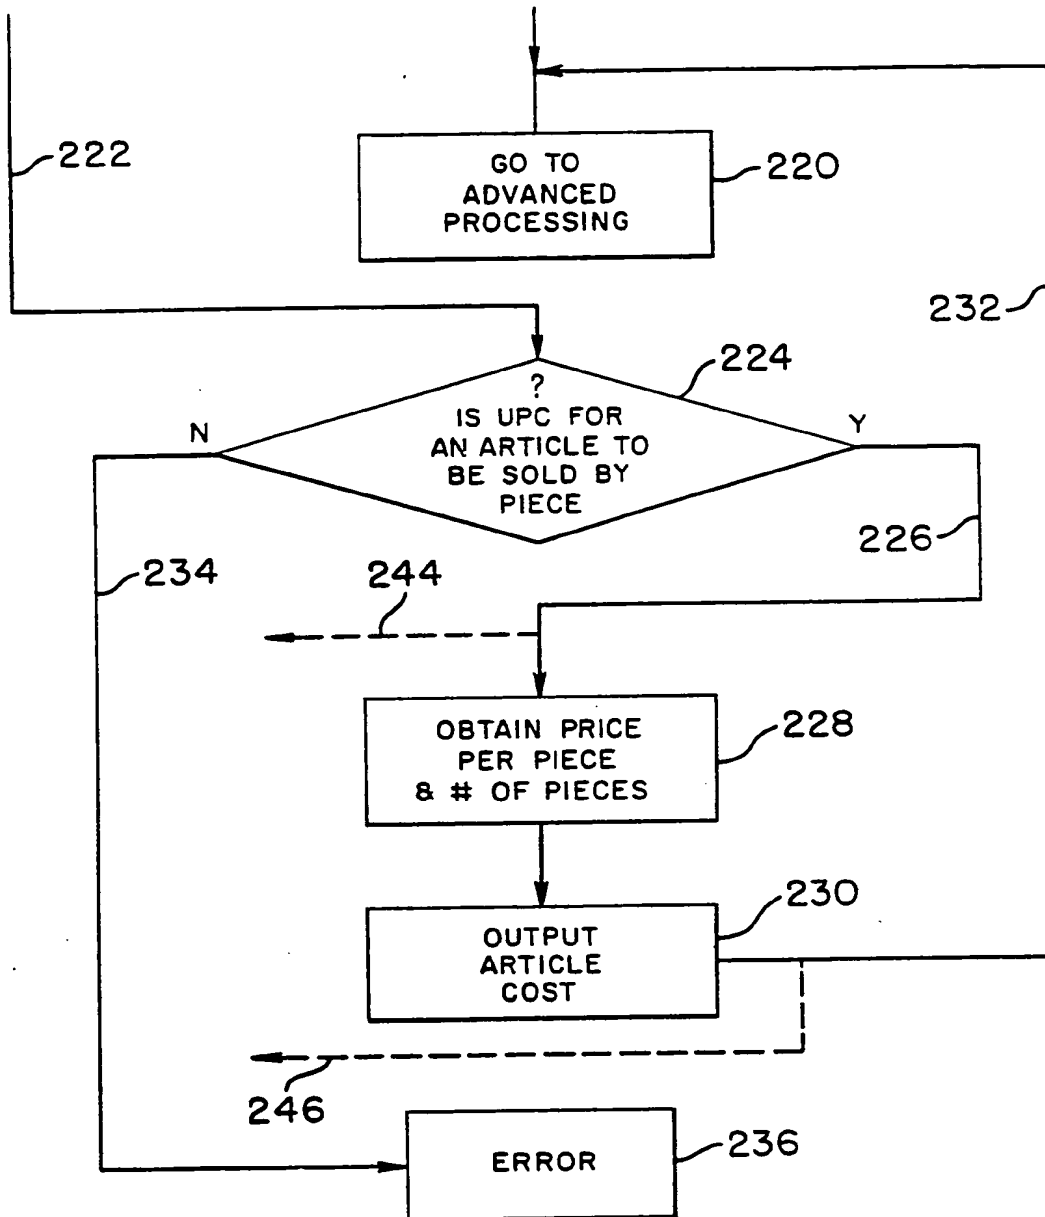 222
GO TO
ADVANCED
PROCESSING
220
232
224
?
IS UPC FOR
AN ARTICLE TO
BE SOLD BY
PIECE
N
Y
226
234
244
OBTAIN PRICE
PER PIECE
& # OF PIECES
228
230
OUTPUT
ARTICLE
COST
246
ERROR
236